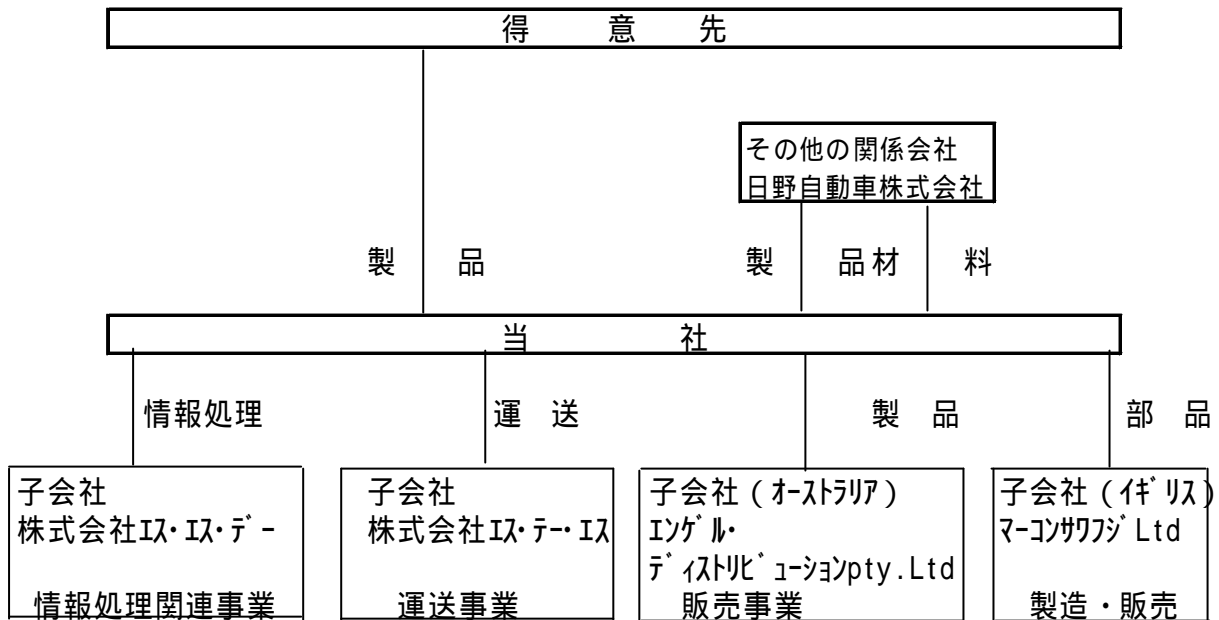 得 意 先
その他の関係会社
日野自動車株式会社
製 品 製 品 材 料
当 社
情報処理 運 送 製 品 部 品
子会社
株式会社ｴｽ・ｴｽ・ﾃﾞｰ
情報処理関連事業
子会社
株式会社ｴｽ・ﾃｰ・ｴｽ
運送事業
子会社（ｵｰｽﾄﾗﾘｱ）
ｴﾝｹﾞﾙ・
ﾃﾞｨｽﾄﾘﾋﾞｭｰｼｮﾝpty.Ltd
販売事業
子会社（ｲｷﾞﾘｽ）
ﾏｰｺﾝｻﾜﾌｼﾞLtd
製造・販売